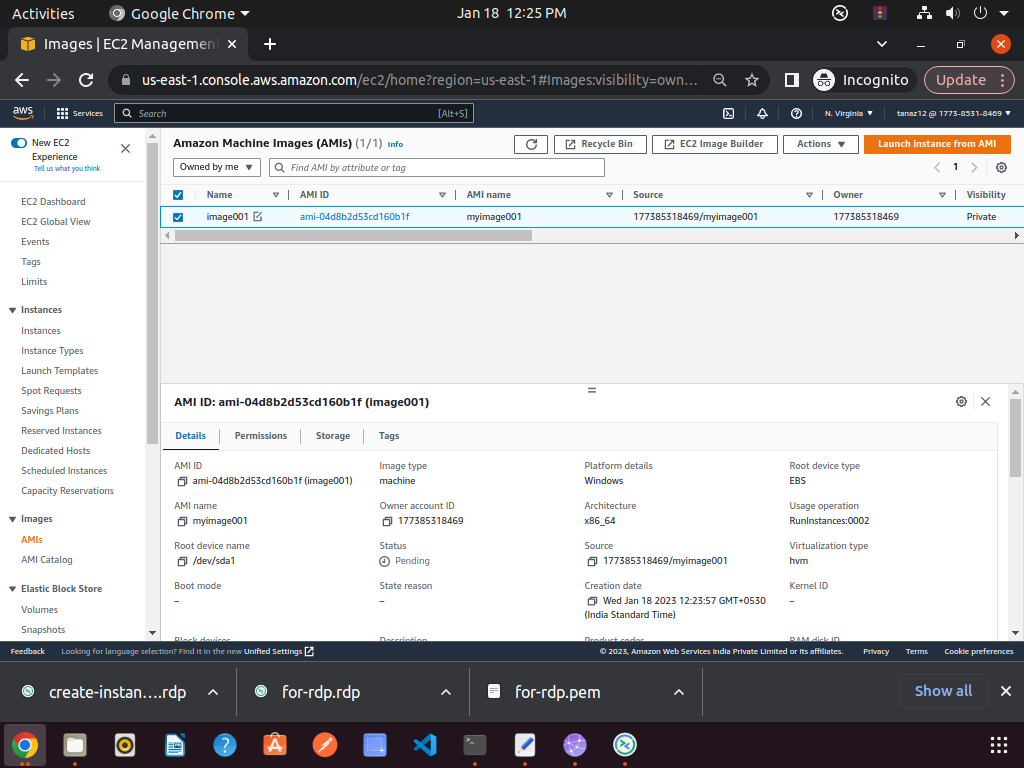 Activities
Google Chrome
Jan 18 12:25 PM
Images | EC2 Managemen
us-east-1.console.aws.amazon.com/ec2/home?region=us-east-1#Images:visibility=own...
Incognito
Update
aws
Services
Search
[Alt+S]
N. Virginia
tanaz12 @ 1773-8531-8469
New EC2
Experience
Tell us what you think
EC2 Dashboard
EC2 Global View
Events
Tags
Limits
Instances
Instances
Instance Types
Launch Templates
Spot Requests
Savings Plans
Reserved Instances
Dedicated Hosts
Scheduled Instances
Capacity Reservations
Images
AMIs
AMI Catalog
Elastic Block Store
Volumes
Snapshots
Amazon Machine Images (AMIs) (1/1) Info
Recycle Bin
EC2 Image Builder
Actions
Launch instance from AMI
Owned by me
Find AMI by attribute or tag
1
Name
AMI ID
AMI name
Source
Owner
Visibility
image001
ami-04d8b2d53cd160b1f
myimage001
177385318469/myimage001
177385318469
Private
AMI ID: ami-04d8b2d53cd160b1f (image001)
Details
Permissions
Storage
Tags
AMI ID
Image type
Platform details
Root device type
ami-04d8b2d53cd160b1f (image001)
machine
Windows
EBS
AMI name
Owner account ID
Architecture
Usage operation
myimage001
177385318469
x86_64
RunInstances:0002
Root device name
Status
Source
Virtualization type
/dev/sda1
Pending
177385318469/myimage001
hvm
Boot mode
State reason
Creation date
Kernel ID
–
–
Wed Jan 18 2023 12:23:57 GMT+0530
(India Standard Time)
–
Block devices
Description
Product codes
RAM disk ID
Feedback
Looking for language selection? Find it in the new Unified Settings
© 2023, Amazon Web Services India Private Limited or its affiliates.
Privacy
Terms
Cookie preferences
create-instan....rdp
for-rdp.rdp
for-rdp.pem
Show all